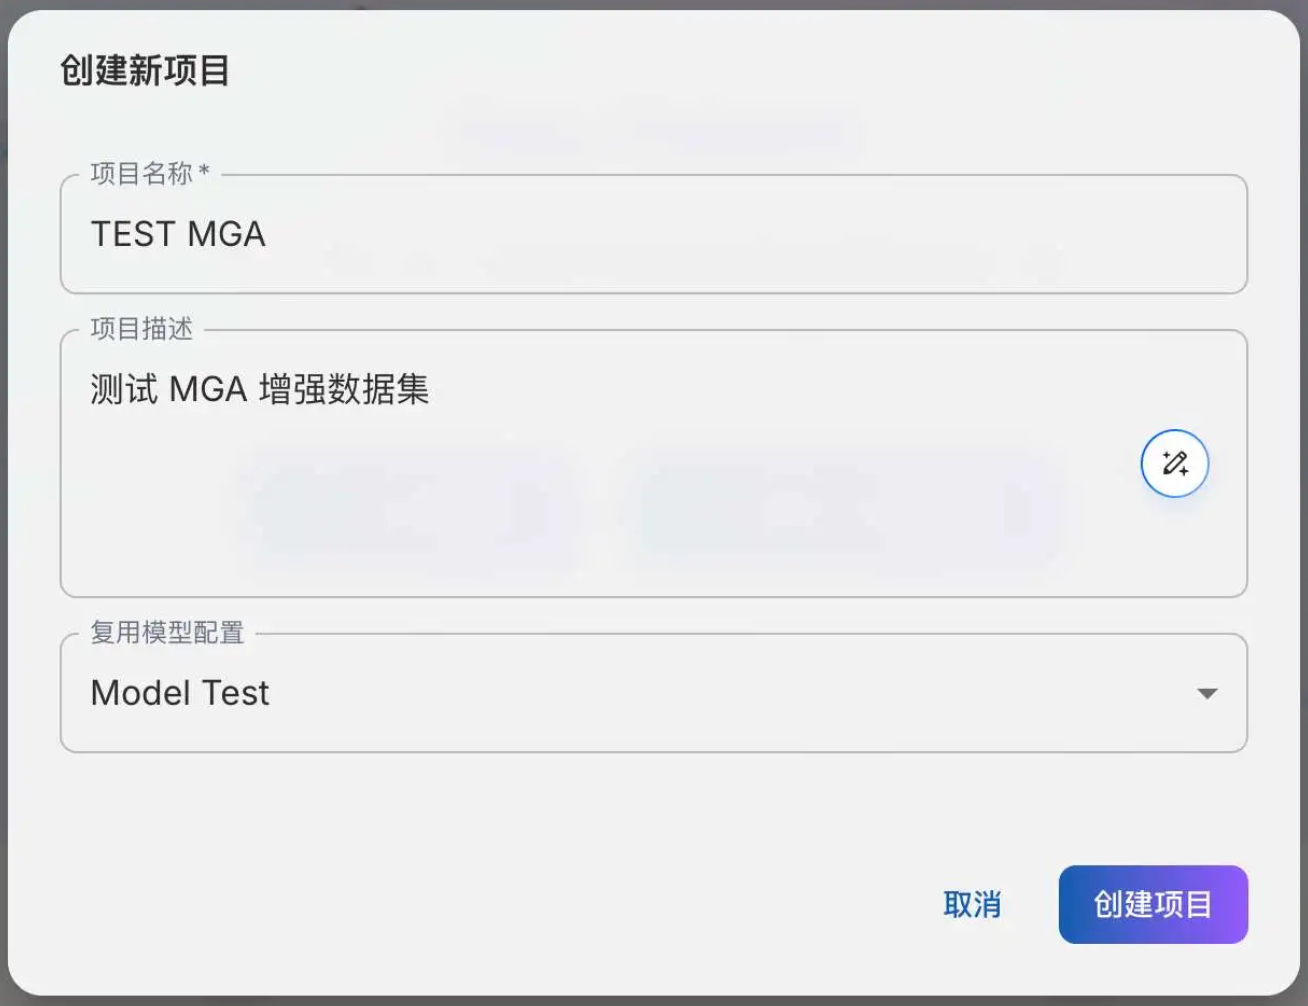 创建新项目
项目名称 *
TEST MGA
项目描述
测试 MGA 增强数据集
复用模型配置
Model Test
取消
创建项目